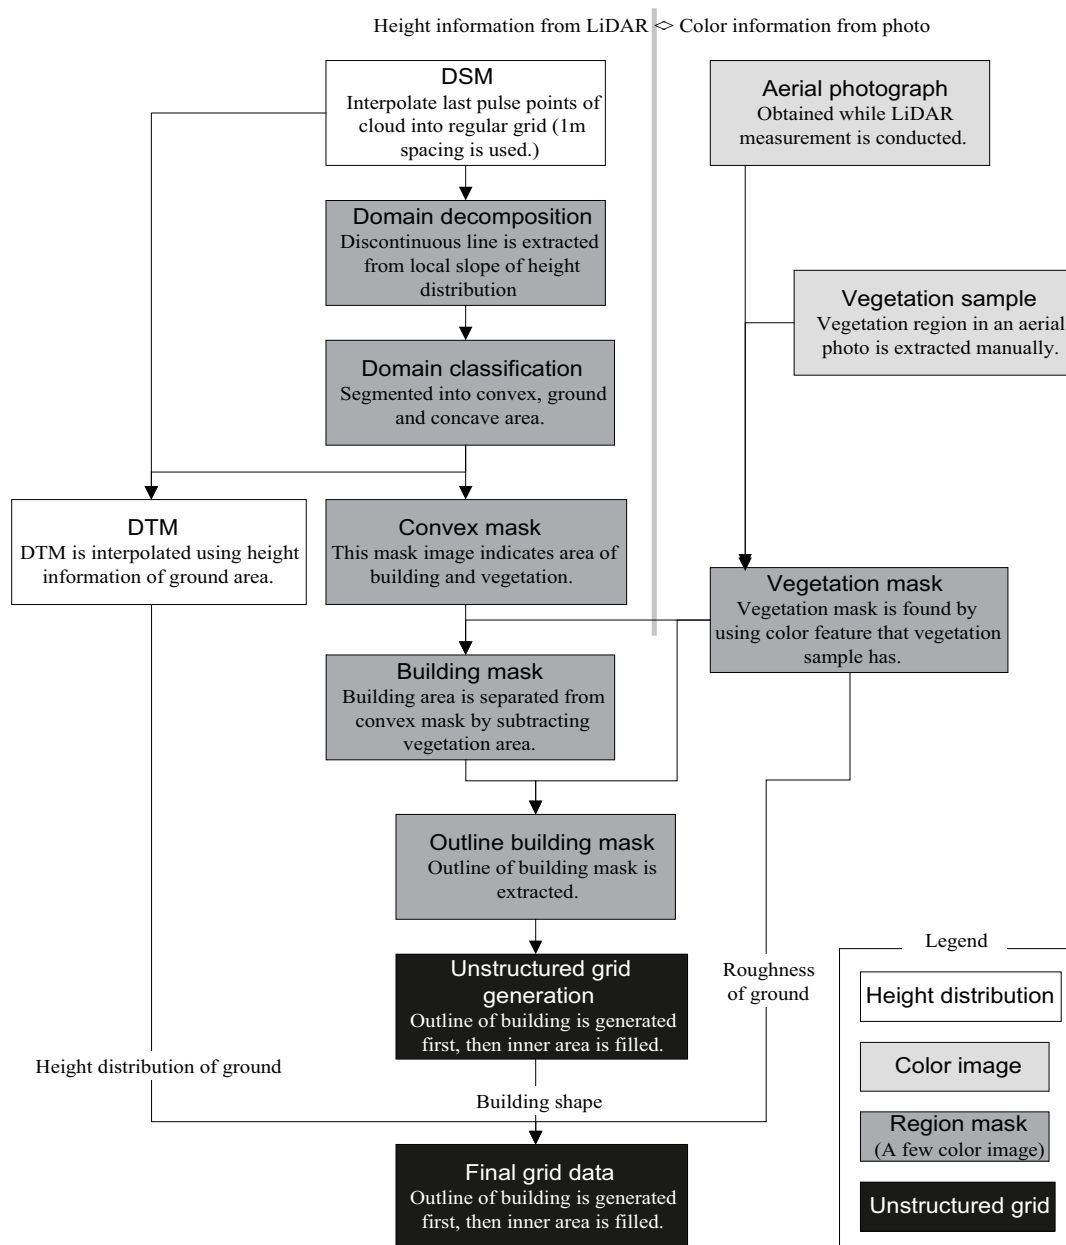 Height information from LiDAR <> Color information from photo
DSM
Interpolate last pulse points of
cloud into regular grid (1m
spacing is used.)
Aerial photograph
Obtained while LiDAR
measurement is conducted.
Domain decomposition
Discontinuous line is extracted
from local slope of height
distribution
Vegetation sample
Vegetation region in an aerial
photo is extracted manually.
Domain classification
Segmented into convex, ground
and concave area.
DTM
DTM is interpolated using height
information of ground area.
Convex mask
This mask image indicates area of
building and vegetation.
Vegetation mask
Vegetation mask is found by
using color feature that vegetation
sample has.
Building mask
Building area is separated from
convex mask by subtracting
vegetation area.
Outline building mask
Outline of building mask is
extracted.
Unstructured grid
generation
Outline of building is generated
first, then inner area is filled.
Roughness
of ground
Height distribution of ground
Building shape
Final grid data
Outline of building is generated
first, then inner area is filled.
Legend
Height distribution
Color image
Region mask
(A few color image)
Unstructured grid